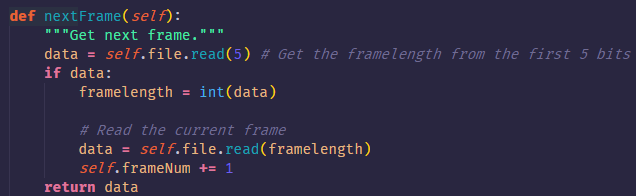 def nextFrame(self):
    """Get next frame."""
    data = self.file.read(5) # Get the framelength from the first 5 bits
    if data:
        framelength = int(data)

        # Read the current frame
        data = self.file.read(framelength)
        self.frameNum += 1
    return data